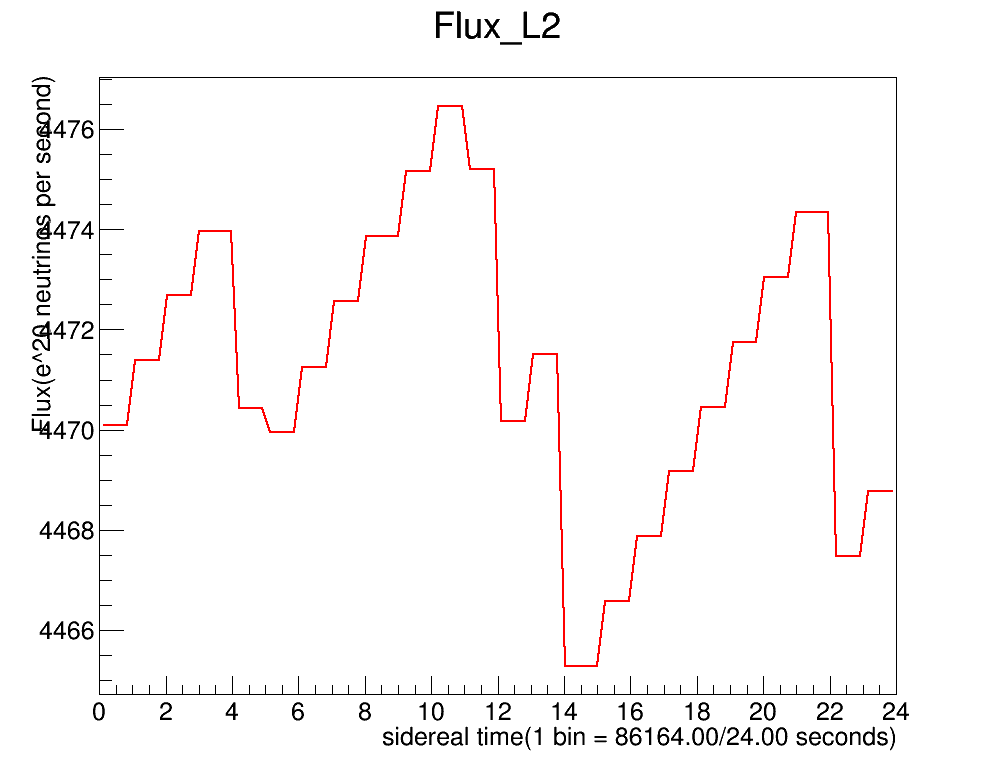 Flux_L2
Flux(e^20 neutrinos per second)
4476
4474
4472
4470
4468
4466
0 2 4 6 8 10 12 14 16 18 20 22 24
sidereal time(1 bin = 86164.00/24.00 seconds)